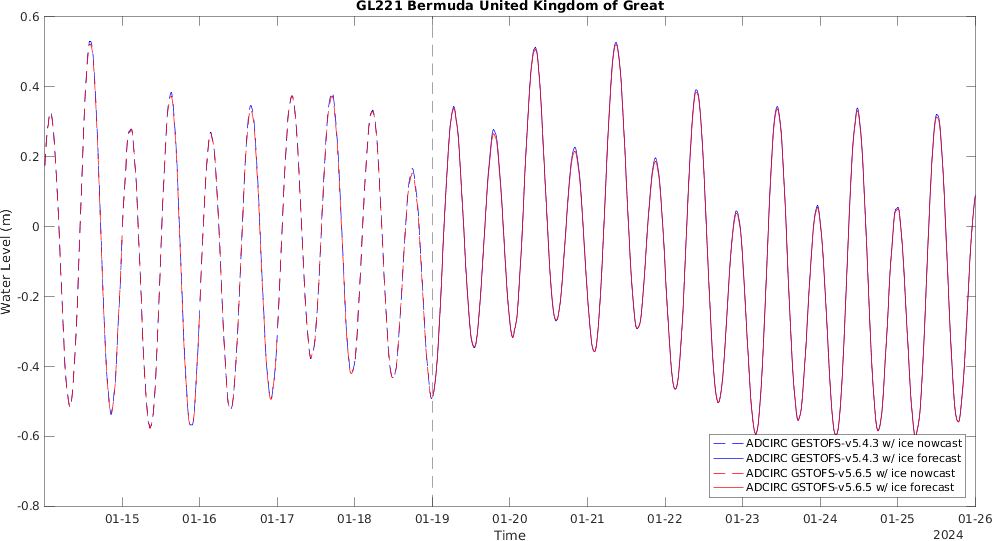 GL221 Bermuda United Kingdom of Great
0.6
0.4
0.2
0
-0.2
-0.4
-0.6
-0.8
Water Level (m)
ADCIRC GESTOFS-v5.4.3 w/ ice nowcast
ADCIRC GESTOFS-v5.4.3 w/ ice forecast
ADCIRC GSTOFS-v5.6.5 w/ ice nowcast
ADCIRC GSTOFS-v5.6.5 w/ ice forecast
01-15 01-16 01-17 01-18 01-19 01-20 01-21 01-22 01-23 01-24 01-25 01-26
Time
2024